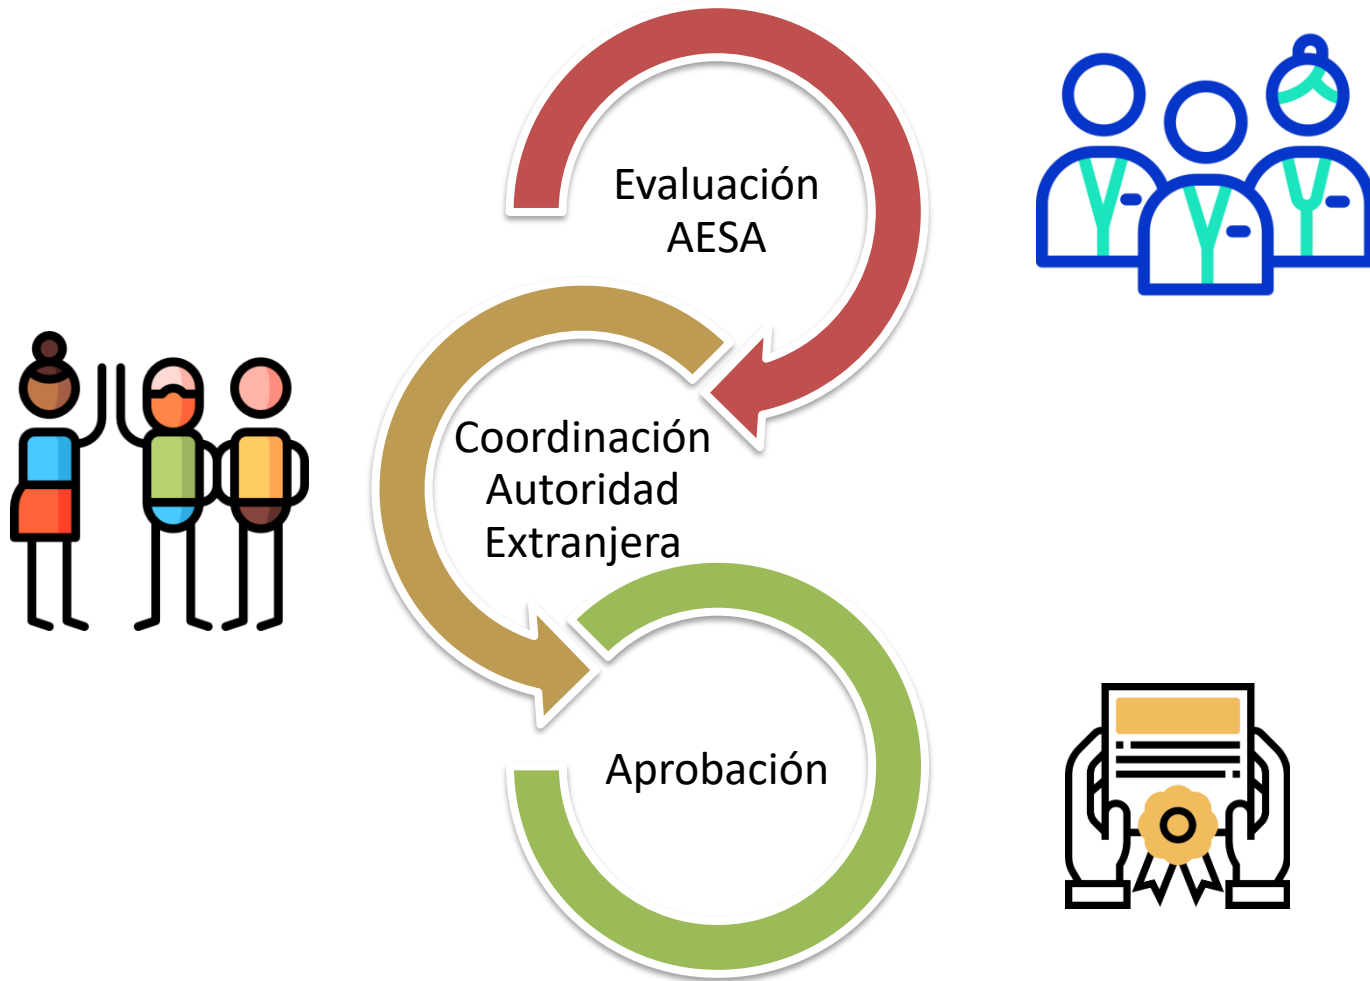 Evaluación
AESA
Coordinación
Autoridad
Extranjera
Aprobación